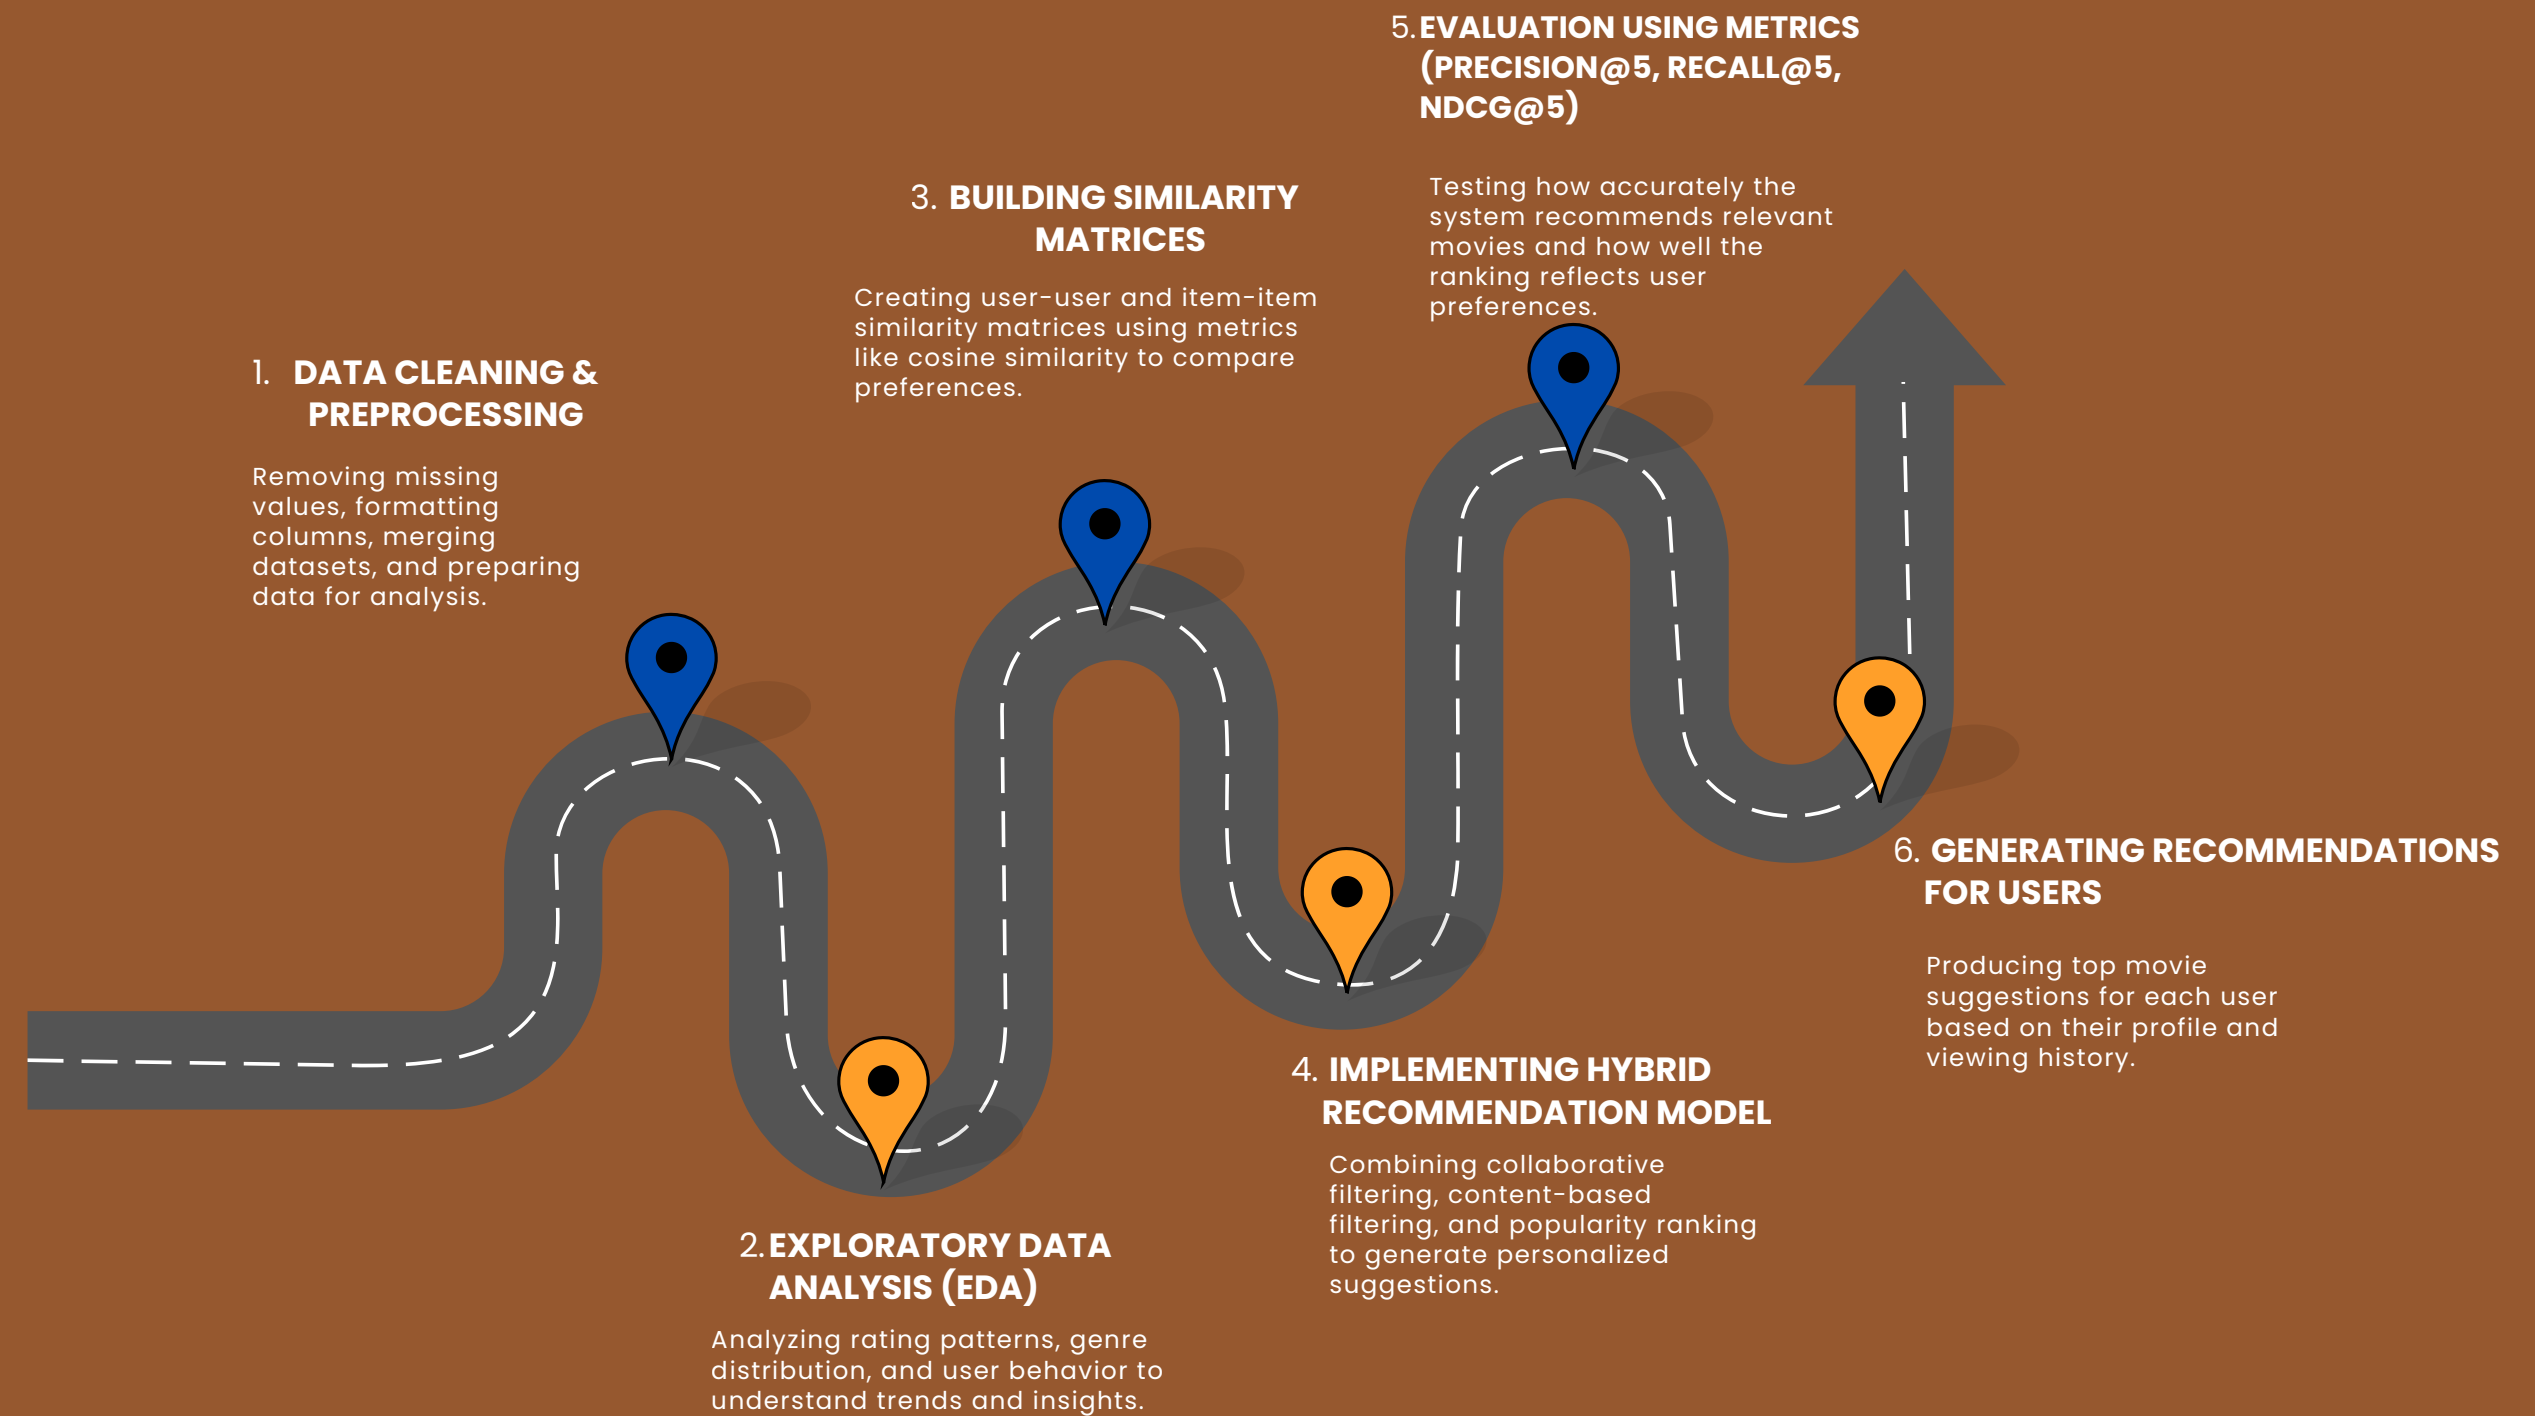 1. DATA CLEANING &
PREPROCESSING
Removing missing
values, formatting
columns, merging
datasets, and preparing
data for analysis.
2. EXPLORATORY DATA
ANALYSIS (EDA)
Analyzing rating patterns, genre
distribution, and user behavior to
understand trends and insights.
3. BUILDING SIMILARITY
MATRICES
Creating user-user and item-item
similarity matrices using metrics
like cosine similarity to compare
preferences.
4. IMPLEMENTING HYBRID
RECOMMENDATION MODEL
Combining collaborative
filtering, content-based
filtering, and popularity ranking
to generate personalized
suggestions.
5. EVALUATION USING METRICS
(PRECISION@5, RECALL@5,
NDCG@5)
Testing how accurately the
system recommends relevant
movies and how well the
ranking reflects user
preferences.
6. GENERATING RECOMMENDATIONS
FOR USERS
Producing top movie
suggestions for each user
based on their profile and
viewing history.